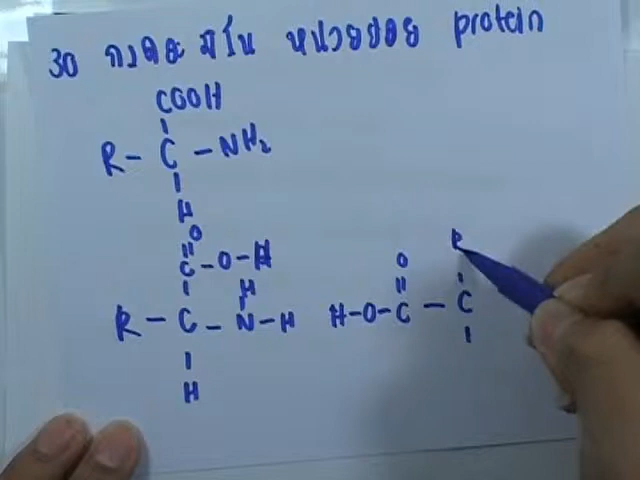 30 กรดอะมิโน หน่วยย่อย protein
COOH
R - C - NH₂
H
O
C - O - H
H
R - C - N - H
H
R
O
H - O - C - C